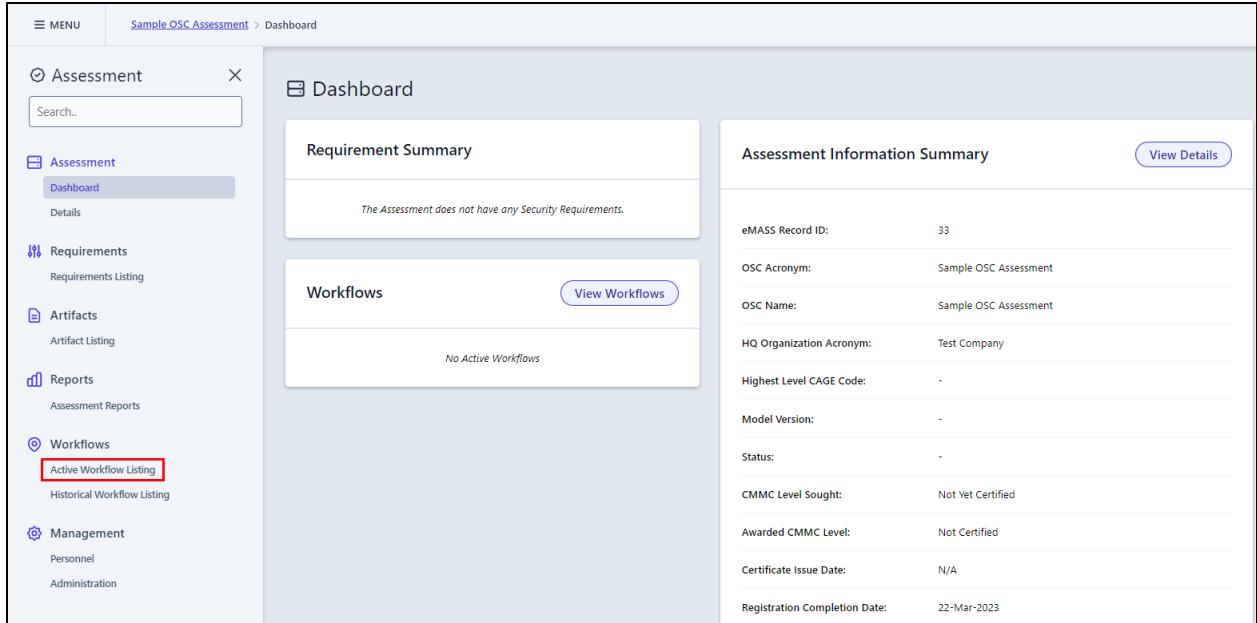 MENU
Sample OSC Assessment > Dashboard
Assessment
Search..
Assessment
Dashboard
Details
Requirements
Requirements Listing
Artifacts
Artifact Listing
Reports
Assessment Reports
Workflows
Active Workflow Listing
Historical Workflow Listing
Management
Personnel
Administration
Dashboard
Requirement Summary
The Assessment does not have any Security Requirements.
Workflows
View Workflows
No Active Workflows
Assessment Information Summary
View Details
eMASS Record ID: 33
OSC Acronym: Sample OSC Assessment
OSC Name: Sample OSC Assessment
HQ Organization Acronym: Test Company
Highest Level CAGE Code: -
Model Version: -
Status: -
CMMC Level Sought: Not Yet Certified
Awarded CMMC Level: Not Certified
Certificate Issue Date: N/A
Registration Completion Date: 22-Mar-2023